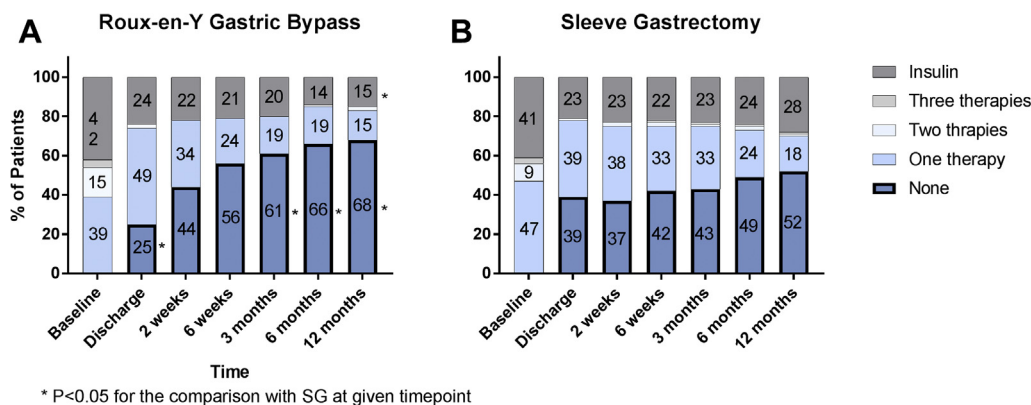 A
Roux-en-Y Gastric Bypass
% of Patients
100
80
60
40
20
0
4
2
15
39
24
49
25
*
22
34
44
21
24
56
20
19
61
*
14
19
66
*
15
*
15
68
*
Baseline
Discharge
2 weeks
6 weeks
3 months
6 months
12 months
Time
* P<0.05 for the comparison with SG at given timepoint
B
Sleeve Gastrectomy
100
80
60
40
20
0
41
9
47
23
39
39
23
38
37
22
33
42
23
33
43
24
24
49
28
18
52
Baseline
Discharge
2 weeks
6 weeks
3 months
6 months
12 months
Insulin
Three therapies
Two thrapies
One therapy
None